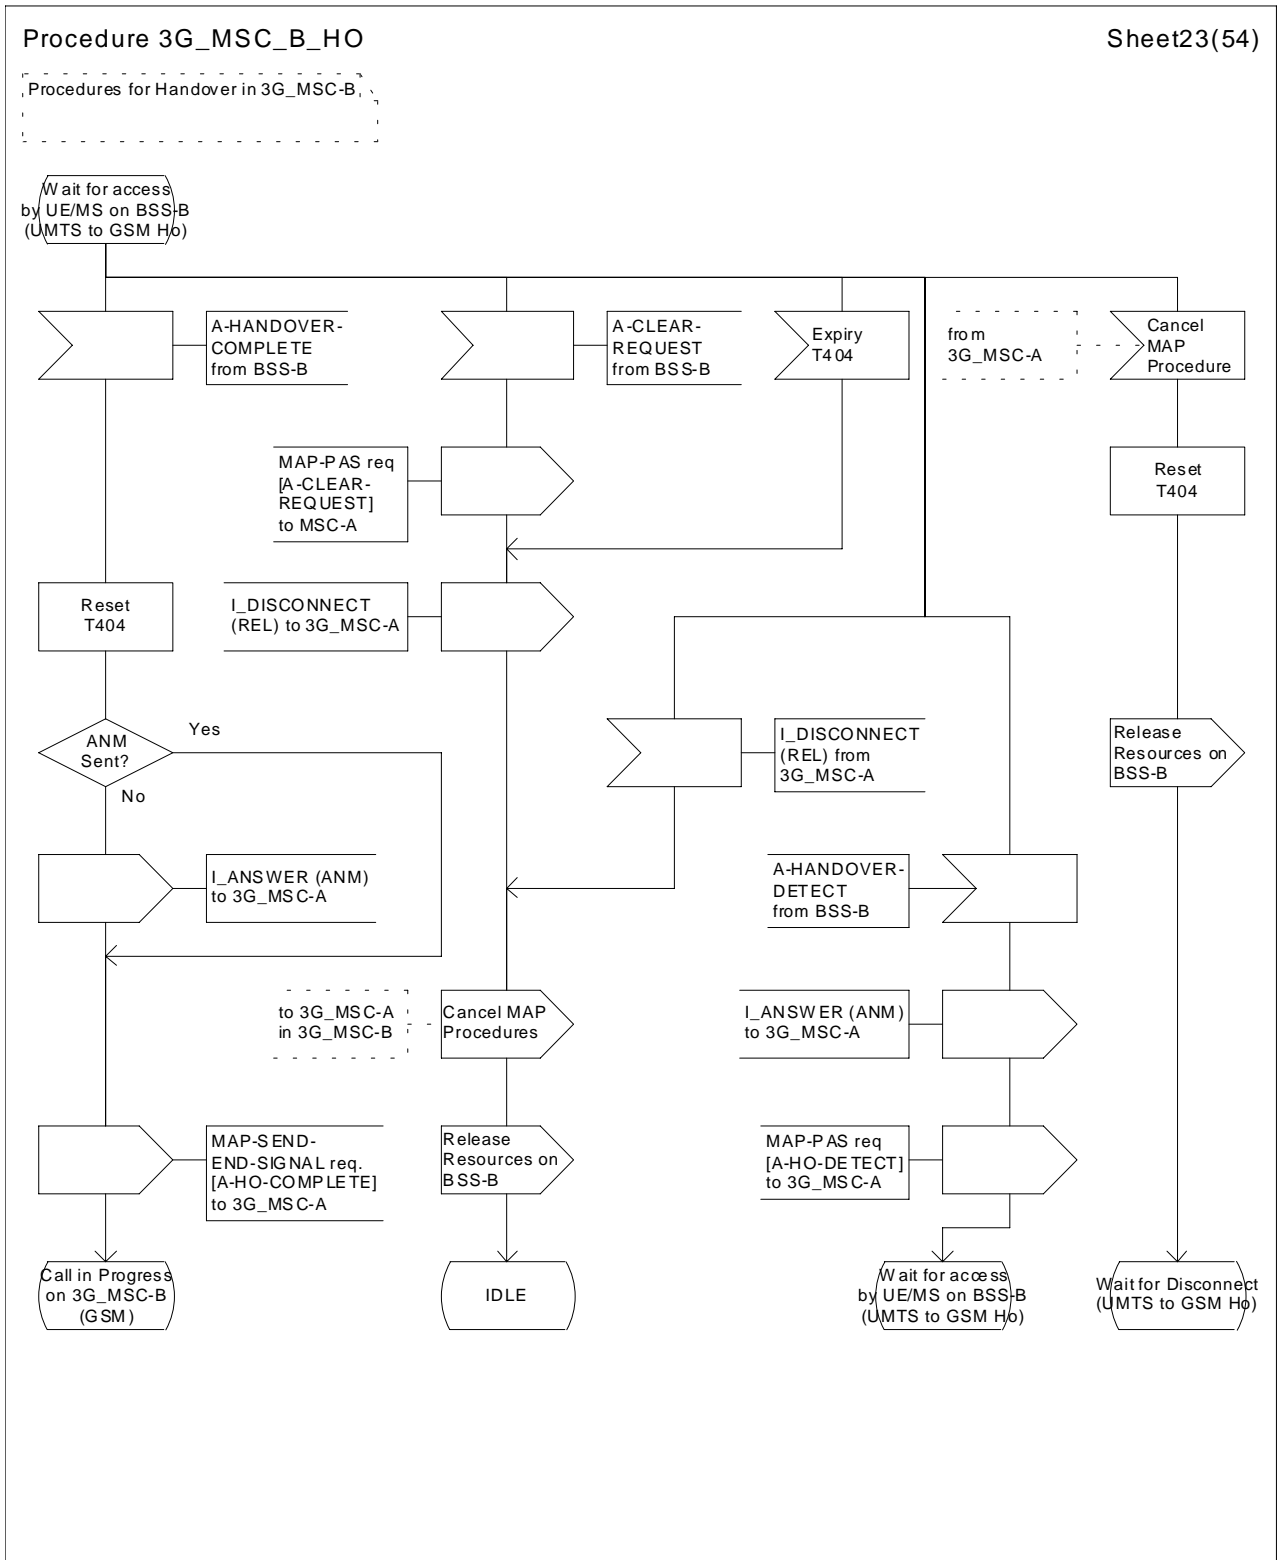 Procedure 3G_MSC_B_HO
Sheet23(54)
Procedures for Handover in 3G_MSC-B
Wait for access
by UE/MS on BSS-B
(UMTS to GSM Ho)
A-HANDOVER-
COMPLETE
from BSS-B
A-CLEAR-
REQUEST
from BSS-B
Expiry
T404
from
3G_MSC-A
Cancel
MAP
Procedure
MAP-PAS req
[A-CLEAR-
REQUEST]
to MSC-A
Reset
T404
Reset
T404
I_DISCONNECT
(REL) to 3G_MSC-A
ANM
Sent?
Yes
No
I_DISCONNECT
(REL) from
3G_MSC-A
Release
Resources on
BSS-B
I_ANSWER (ANM)
to 3G_MSC-A
A-HANDOVER-
DETECT
from BSS-B
to 3G_MSC-A
in 3G_MSC-B
Cancel MAP
Procedures
I_ANSWER (ANM)
to 3G_MSC-A
MAP-SEND-
END-SIGNAL req.
[A-HO-COMPLETE]
to 3G_MSC-A
Release
Resources on
BSS-B
MAP-PAS req
[A-HO-DETECT]
to 3G_MSC-A
Call in Progress
on 3G_MSC-B
(GSM)
IDLE
Wait for access
by UE/MS on BSS-B
(UMTS to GSM Ho)
Wait for Disconnect
(UMTS to GSM Ho)